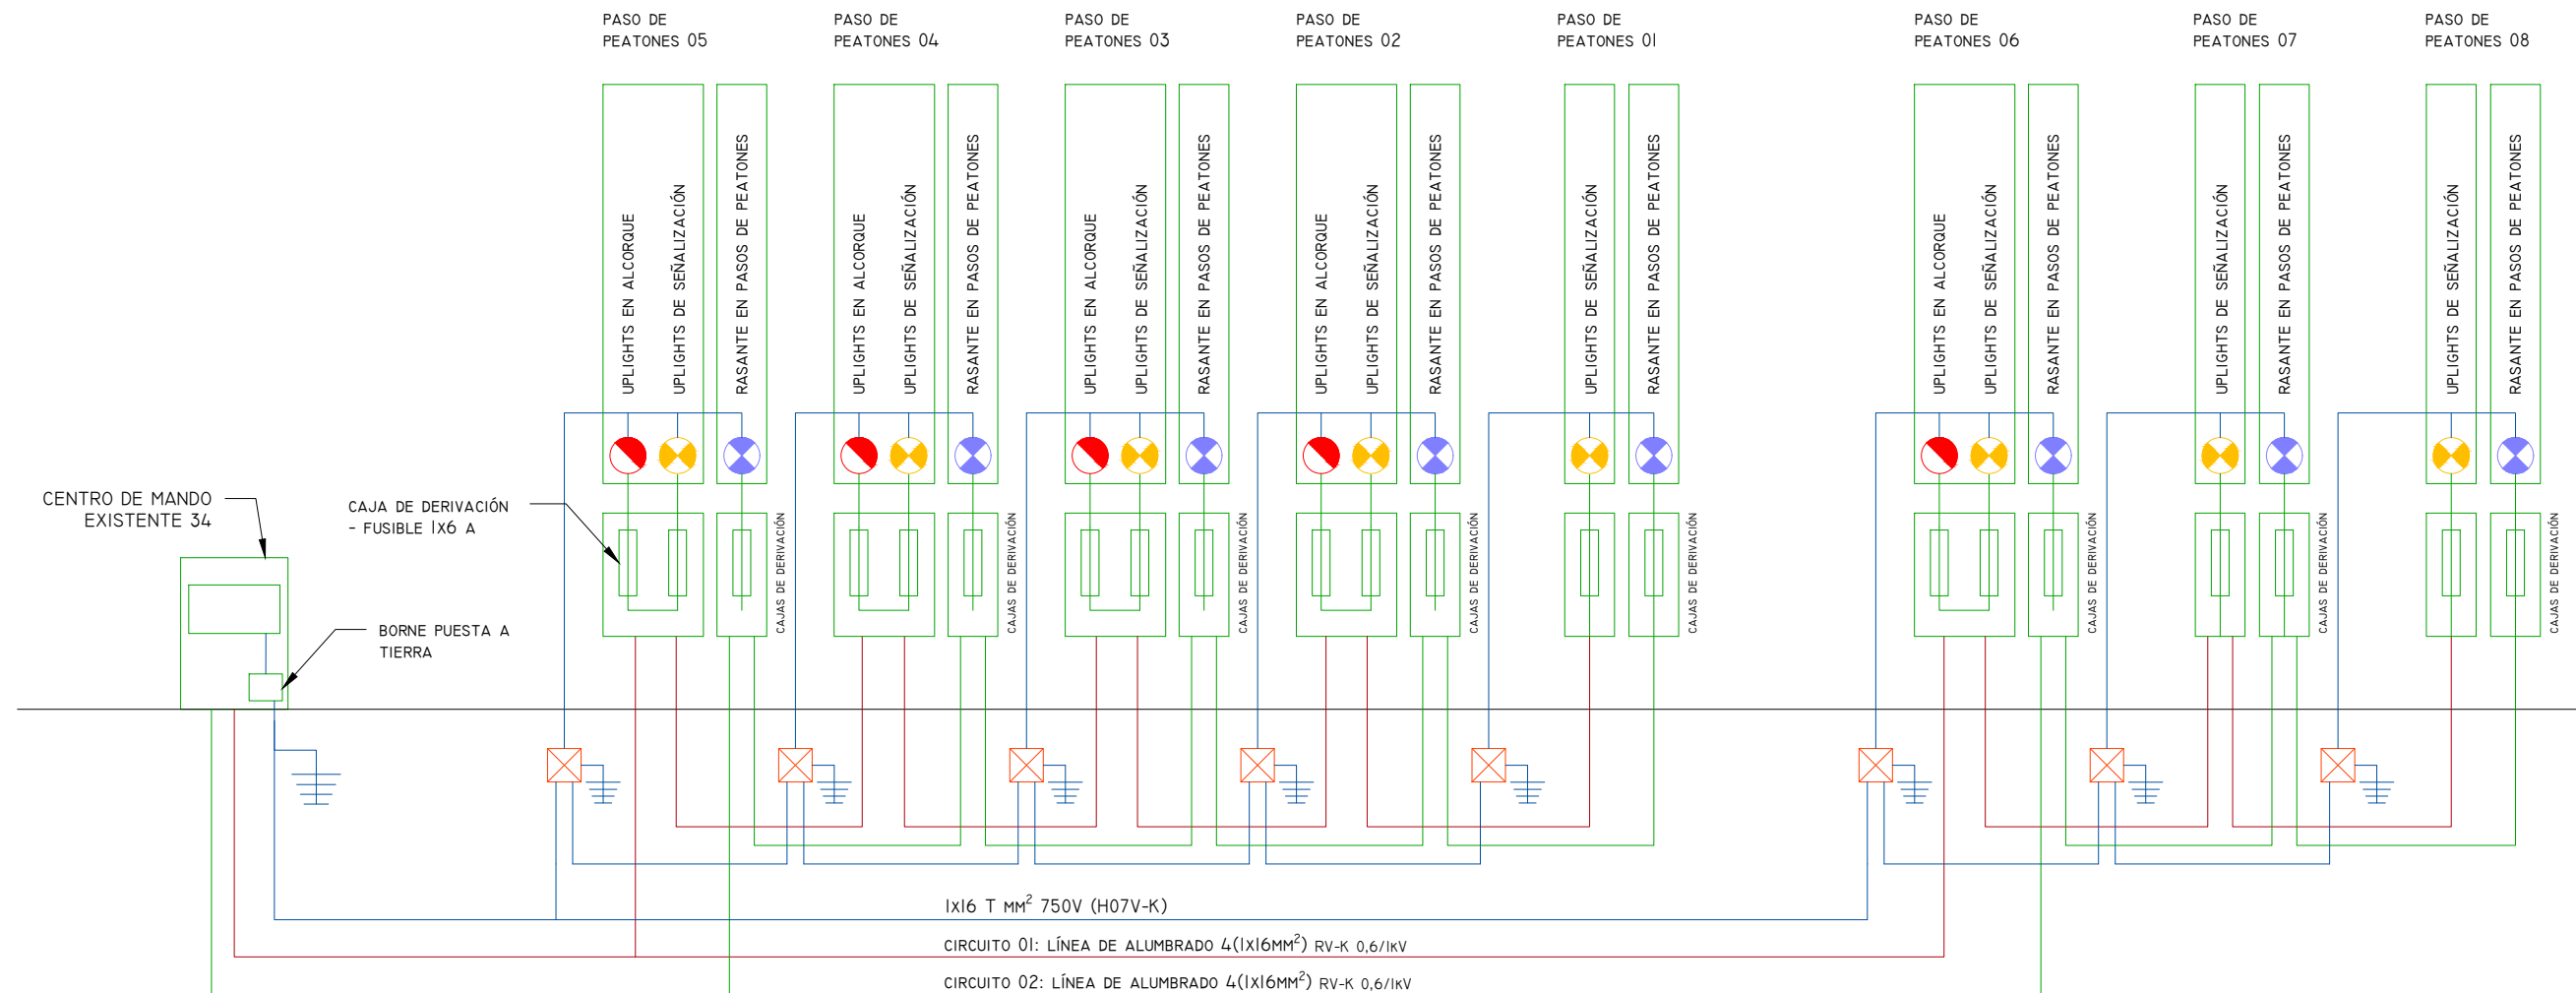 PASO DE
PEATONES 05
PASO DE
PEATONES 04
PASO DE
PEATONES 03
PASO DE
PEATONES 02
PASO DE
PEATONES 01
PASO DE
PEATONES 06
PASO DE
PEATONES 07
PASO DE
PEATONES 08
UPLIGHTS EN ALCORQUE
UPLIGHTS DE SEÑALIZACIÓN
RASANTE EN PASOS DE PEATONES
UPLIGHTS EN ALCORQUE
UPLIGHTS DE SEÑALIZACIÓN
RASANTE EN PASOS DE PEATONES
UPLIGHTS EN ALCORQUE
UPLIGHTS DE SEÑALIZACIÓN
RASANTE EN PASOS DE PEATONES
UPLIGHTS EN ALCORQUE
UPLIGHTS DE SEÑALIZACIÓN
RASANTE EN PASOS DE PEATONES
UPLIGHTS DE SEÑALIZACIÓN
RASANTE EN PASOS DE PEATONES
UPLIGHTS EN ALCORQUE
UPLIGHTS DE SEÑALIZACIÓN
RASANTE EN PASOS DE PEATONES
UPLIGHTS DE SEÑALIZACIÓN
RASANTE EN PASOS DE PEATONES
UPLIGHTS DE SEÑALIZACIÓN
RASANTE EN PASOS DE PEATONES
CENTRO DE MANDO
EXISTENTE 34
CAJA DE DERIVACIÓN
- FUSIBLE 1X6 A
CAJAS DE DERIVACIÓN
CAJAS DE DERIVACIÓN
CAJAS DE DERIVACIÓN
CAJAS DE DERIVACIÓN
CAJAS DE DERIVACIÓN
CAJAS DE DERIVACIÓN
CAJAS DE DERIVACIÓN
CAJAS DE DERIVACIÓN
BORNE PUESTA A
TIERRA
1X16 T MM² 750V (H07V-K)
CIRCUITO 01: LÍNEA DE ALUMBRADO 4(1X16MM²) RV-K 0,6/1KV
CIRCUITO 02: LÍNEA DE ALUMBRADO 4(1X16MM²) RV-K 0,6/1KV